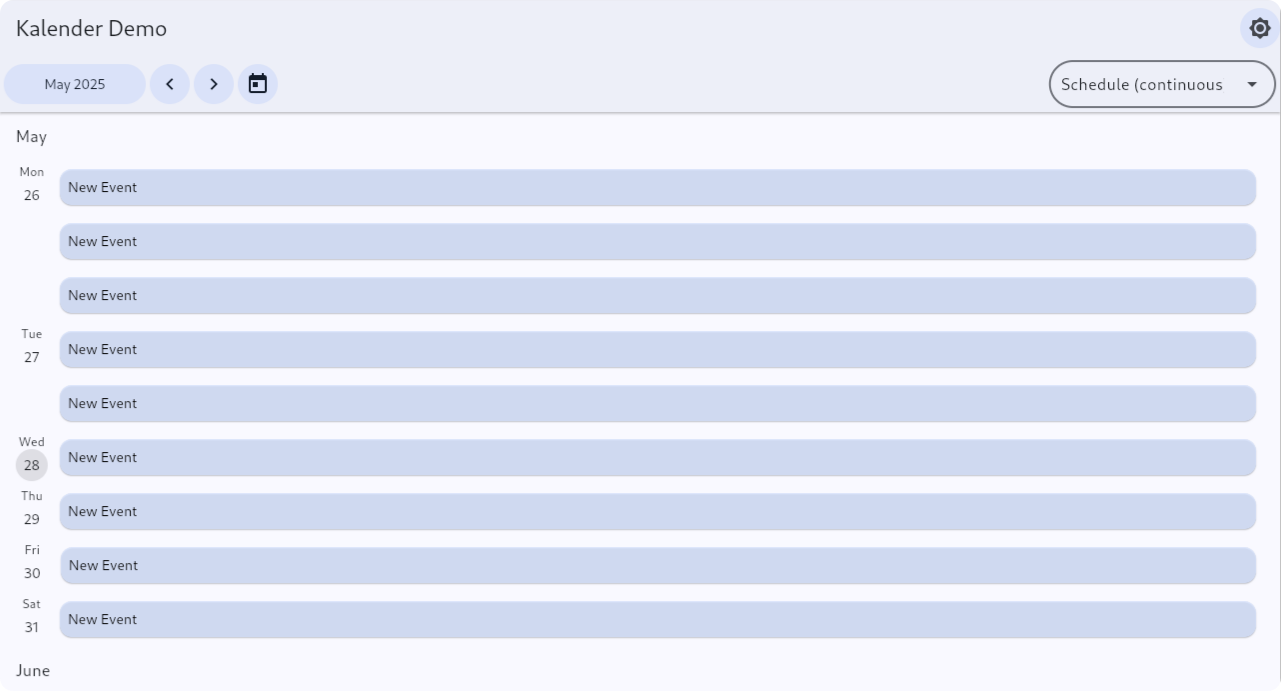 Kalender Demo
May 2025
Schedule (continuous
May
Mon
26
New Event
New Event
New Event
Tue
27
New Event
New Event
Wed
28
New Event
Thu
29
New Event
Fri
30
New Event
Sat
31
New Event
June